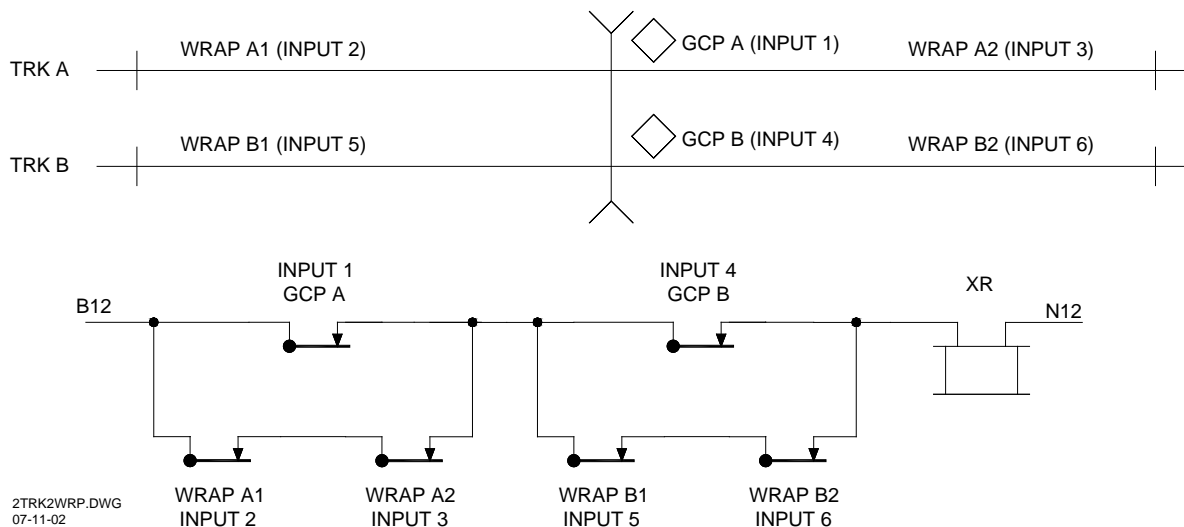 WRAP A1 (INPUT 2)
GCP A (INPUT 1)
WRAP A2 (INPUT 3)
TRK A
WRAP B1 (INPUT 5)
GCP B (INPUT 4)
WRAP B2 (INPUT 6)
TRK B
INPUT 1
GCP A
INPUT 4
GCP B
XR
B12
N12
WRAP A1
INPUT 2
WRAP A2
INPUT 3
WRAP B1
INPUT 5
WRAP B2
INPUT 6
2TRK2WRP.DWG
07-11-02